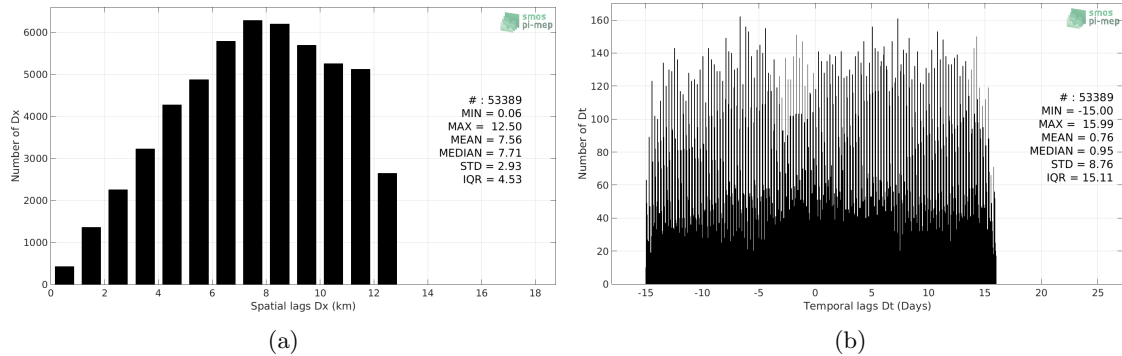 smos
pi-mep
6000
5000
4000
3000
2000
1000
0
Number of Dx
# : 53389
MIN = 0.06
MAX = 12.50
MEAN = 7.56
MEDIAN = 7.71
STD = 2.93
IQR = 4.53
0 2 4 6 8 10 12 14 16 18
Spatial lags Dx (km)
(a)
smos
pi-mep
160
140
120
100
80
60
40
20
0
Number of Dt
# : 53389
MIN = -15.00
MAX = 15.99
MEAN = 0.76
MEDIAN = 0.95
STD = 8.76
IQR = 15.11
-15 -10 -5 0 5 10 15 20 25
Temporal lags Dt (Days)
(b)